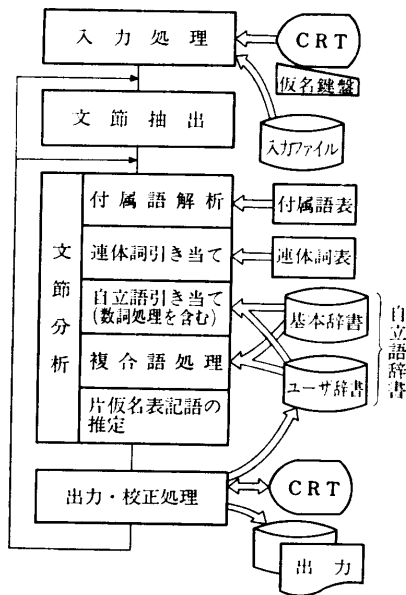 入力処理
CRT
仮名鍵盤
文節抽出
入力ファイル
文節分析
付属語解析
付属語表
連体詞引き当て
連体詞表
自立語引き当て
(数詞処理を含む)
基本辞書
自立語辞書
複合語処理
ユーザ辞書
片仮名表記語の
推定
出力・校正処理
CRT
出力